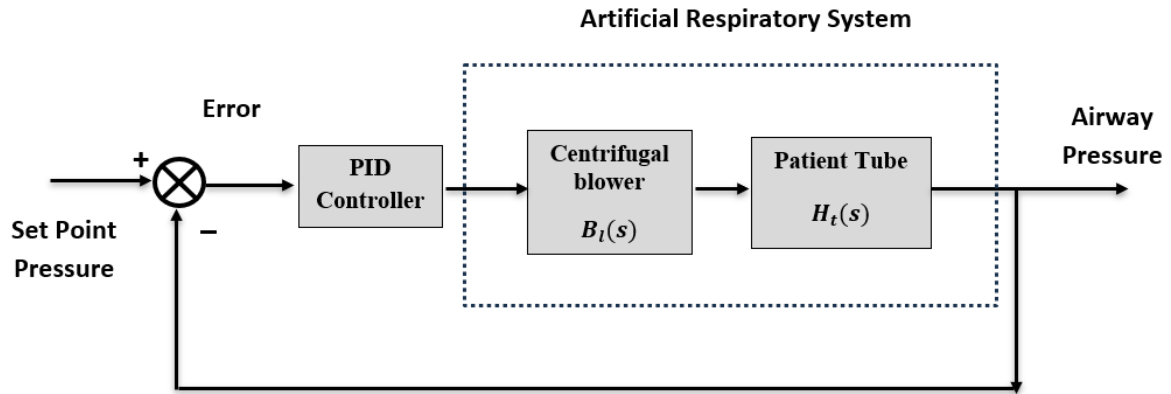 Artificial Respiratory System
Error
Airway
Pressure
+
PID
Controller
Centrifugal
blower
B_l(s)
Patient Tube
H_t(s)
−
Set Point
Pressure